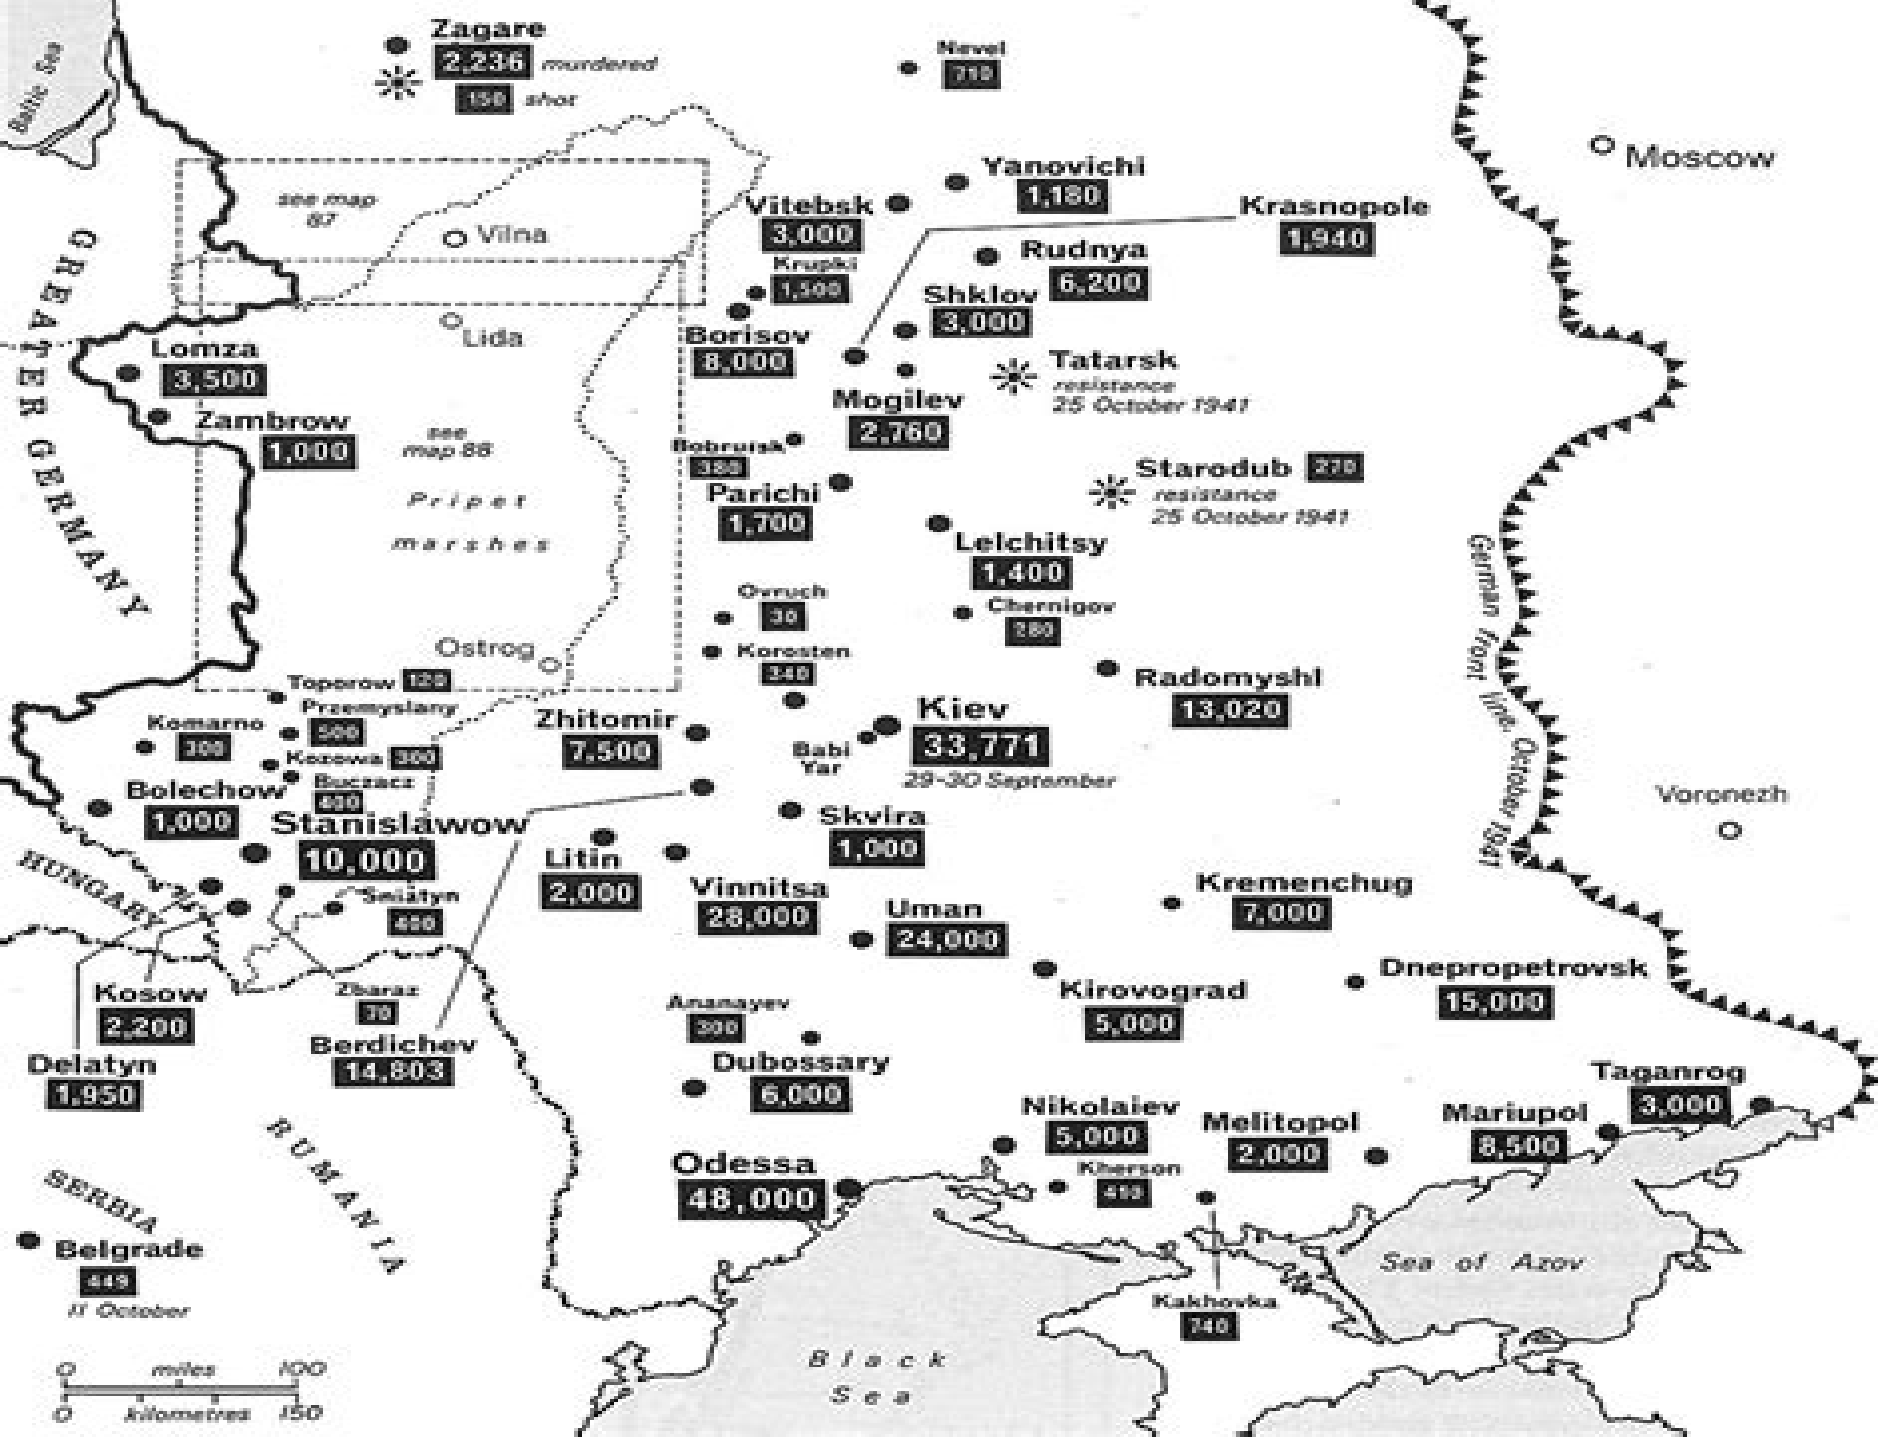 Baltic Sea
Zagare
2,236 murdered
150 shot
Nevel
710
Moscow
see map
87
Vilna
Yanovichi
1,180
Vitebsk
3,000
Krasnopole
1,940
Krupki
Rudnya
6,200
Shklov
3,000
Lida
Borisov
8,000
Lomza
3,500
Tatarsk
resistance
25 October 1941
Zambrow
1,000
Mogilev
2,760
see
map 88
Bobruisk
380
Starodub
resistance
25 October 1941
Parichi
1,700
Pripet
marshes
Lelchitsy
1,400
GREATER GERMANY
Ovruch
30
Chernigov
280
Ostrog
Korosten
240
German front line, October 1941
Toporow 120
Przemyslany
500
Radomyshl
13,020
Komarno
300
Kozowa 300
Zhitomir
7,500
Kiev
33,771
29-30 September
Babi
Yar
Buczacz
Bolechow
1,000
Stanislawow
10,000
Voronezh
Skvira
1,000
Litin
2,000
HUNGARY
Sniatyn
Vinnitsa
28,000
Uman
24,000
Kremenchug
7,000
Kosow
2,200
Zbaraz
70
Ananayev
300
Kirovograd
5,000
Dnepropetrovsk
15,000
Berdichev
14,803
Delatyn
1,950
Dubossary
6,000
Taganrog
3,000
Nikolaiev
5,000
Melitopol
2,000
Mariupol
8,500
RUMANIA
Odessa
48,000
Kherson
410
SERBIA
Belgrade
449
11 October
Sea of Azov
Kakhovka
740
Black
Sea
0 miles 100
0 kilometres 150